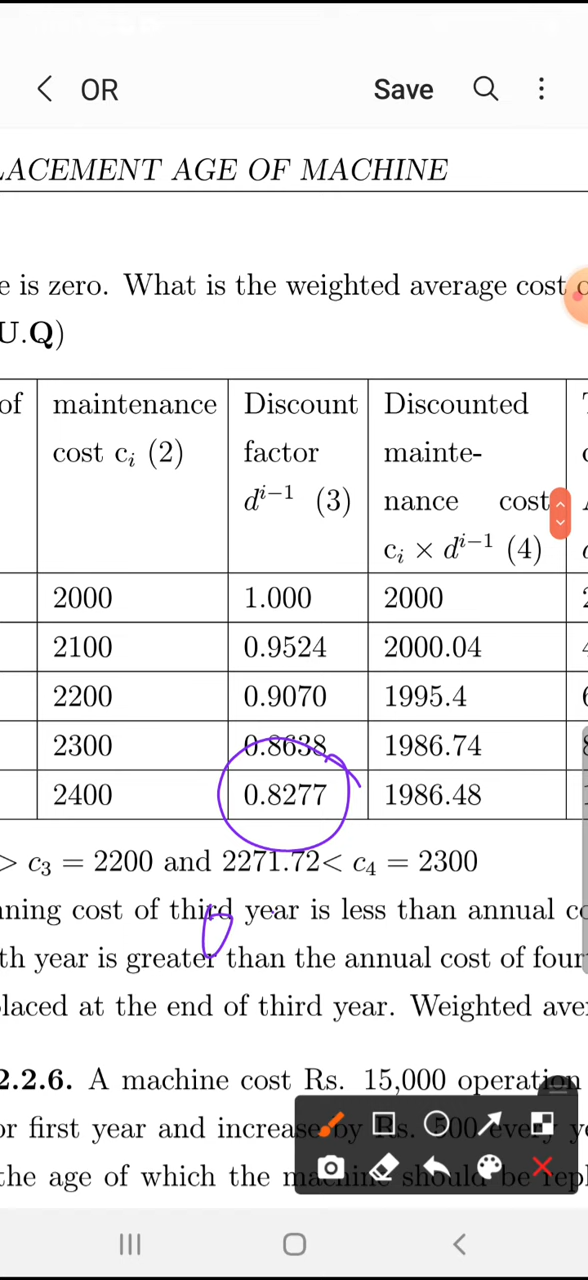 OR Save
LACEMENT AGE OF MACHINE
e is zero. What is the weighted average cost
U.Q)
of maintenance Discount Discounted
cost cᵢ (2) factor mainte-
dⁱ⁻¹ (3) nance cost
cᵢ × dⁱ⁻¹ (4)
2000 1.000 2000
2100 0.9524 2000.04
2200 0.9070 1995.4
2300 0.8638 1986.74
2400 0.8277 1986.48
> c₃ = 2200 and 2271.72< c₄ = 2300
nning cost of third year is less than annual co
th year is greater than the annual cost of four
laced at the end of third year. Weighted ave
2.2.6. A machine cost Rs. 15,000 operation
or first year and increase by Rs. 500 every ye
the age of which the machine should be repl